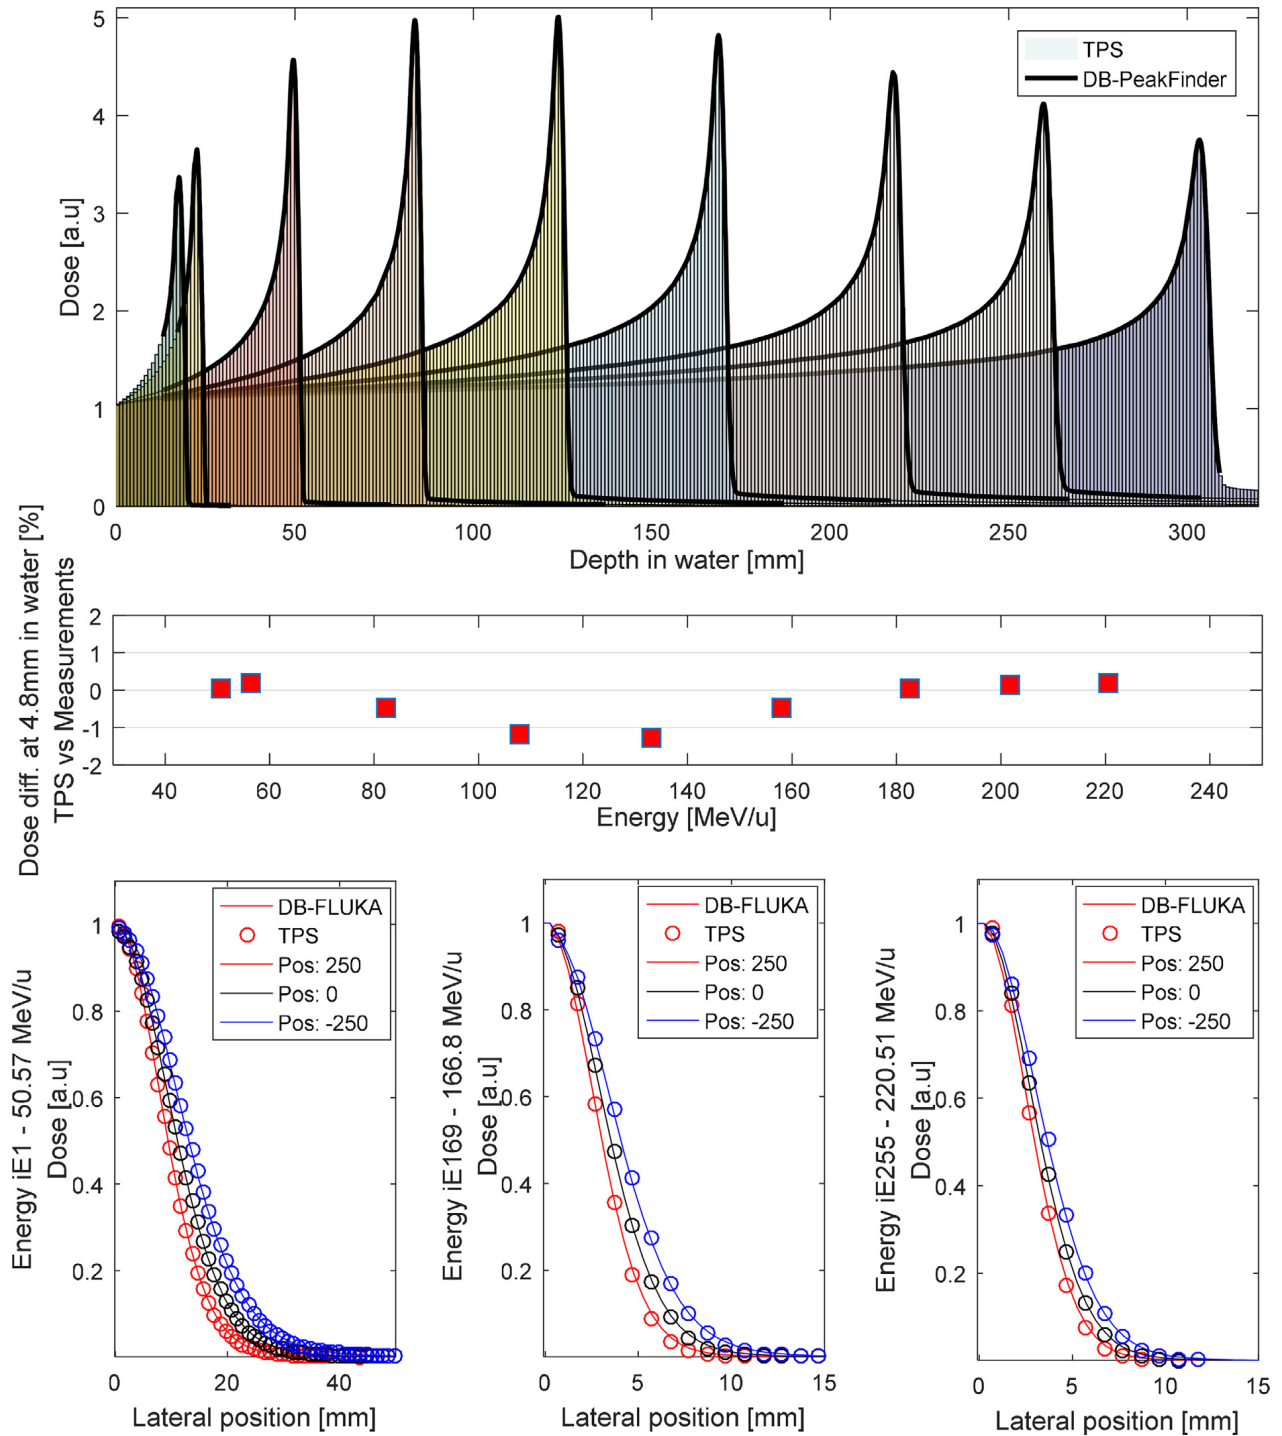 5
4
3
2
1
0
Dose [a.u]
TPS
DB-PeakFinder
0
50
100
150
200
250
300
Depth in water [mm]
Dose diff. at 4.8mm in water [%]
TPS vs Measurements
2
1
0
-1
-2
40
60
80
100
120
140
160
180
200
220
240
Energy [MeV/u]
Energy iE1 - 50.57 MeV/u
Dose [a.u]
1
0.8
0.6
0.4
0.2
DB-FLUKA
TPS
Pos: 250
Pos: 0
Pos: -250
0
20
40
Lateral position [mm]
Energy iE169 - 166.8 MeV/u
Dose [a.u]
1
0.8
0.6
0.4
0.2
DB-FLUKA
TPS
Pos: 250
Pos: 0
Pos: -250
0
5
10
15
Lateral position [mm]
Energy iE255 - 220.51 MeV/u
Dose [a.u]
1
0.8
0.6
0.4
0.2
DB-FLUKA
TPS
Pos: 250
Pos: 0
Pos: -250
0
5
10
15
Lateral position [mm]